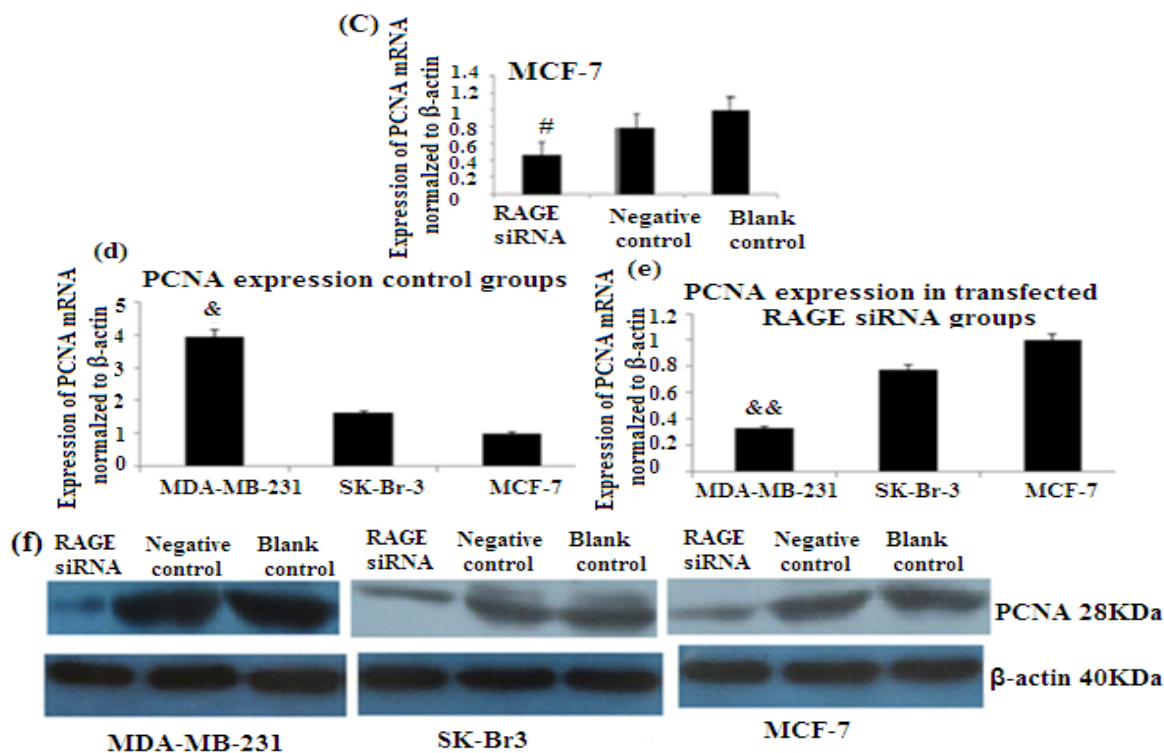 (C)
MCF-7
Expression of PCNA mRNA
normalized to β-actin
1.4
1.2
1
0.8
0.6
0.4
0.2
0
#
RAGE
siRNA
Negative
control
Blank
control
(d)
PCNA expression control groups
Expression of PCNA mRNA
normalzed to β-actin
5
4
3
2
1
0
&
MDA-MB-231
SK-Br-3
MCF-7
(e)
PCNA expression in transfected
RAGE siRNA groups
Expression of PCNA mRNA
normalzed to β-actin
1.2
1
0.8
0.6
0.4
0.2
0
&&
MDA-MB-231
SK-Br-3
MCF-7
(f)
RAGE
siRNA
Negative
control
Blank
control
RAGE
siRNA
Negative
control
Blank
control
RAGE
siRNA
Negative
control
Blank
control
PCNA 28KDa
β-actin 40KDa
MDA-MB-231
SK-Br3
MCF-7